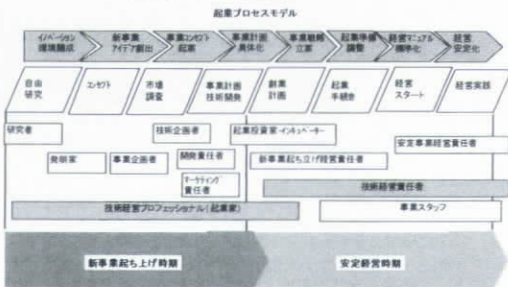 起業プロセスモデル
イノベーション
環境醸成
新事業
アイデア創出
事業コンセプト
起案
事業計画
具体化
事業戦略
立案
起業準備
調整
経営マニュアル
標準化
経営
安定化
自由
研究
コンセプト
市場
調査
事業計画
技術開発
創業
計画
起業
手続き
経営
スタート
経営実践
研究者
技術企画者
起業投資家・インキュベーター
安定事業経営責任者
発明家
事業企画者
開発責任者
新事業起ち上げ経営責任者
マーケティング
責任者
技術経営責任者
技術経営プロフェッショナル(起業家)
事業スタッフ
新事業起ち上げ時期
安定経営時期